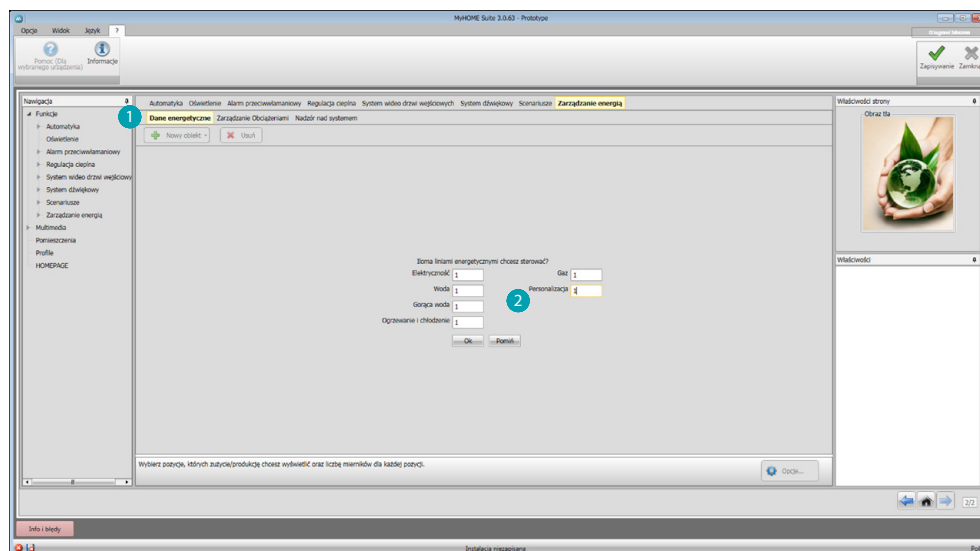 MyHOME Suite 3.0.63 - Prototype
Opcje Widok Język ?
Pomoc (Dla wybranego urządzenia)
Informacje
Zapisywanie
Nawigacja
Funkcje
Automatyka
Oświetlenie
Alarm przeciwwłamaniowy
Regulacja cieplna
System wideo drzwi wejściowy
System dźwiękowy
Scenariusze
Zarządzanie energią
Multimedia
Pomieszczenia
Profile
HOMEPAGE
1
Automatyka Oświetlenie Alarm przeciwwłamaniowy Regulacja cieplna System wideo drzwi wejściowych System dźwiękowy Scenariusze Zarządzanie energią
Dane energetyczne Zarządzanie Obciążeniami Nadzór nad systemem
Nowy obiekt Usuń
Iloma liniami energetycznymi chcesz sterować?
Elektryczność 1 Gaz 1
Woda 1 Personalizacja 1
2
Gorąca woda 1
Ogrzewanie i chłodzenie 1
Ok Pomiń
Wybierz pozycje, których zużycie/produkcję chcesz wyświetlić oraz liczbę mierników dla każdej pozycji.
Opcje...
Właściwości strony
Obraz tła
Właściwości
2/2
Info i błędy
Instalacja niezapisana